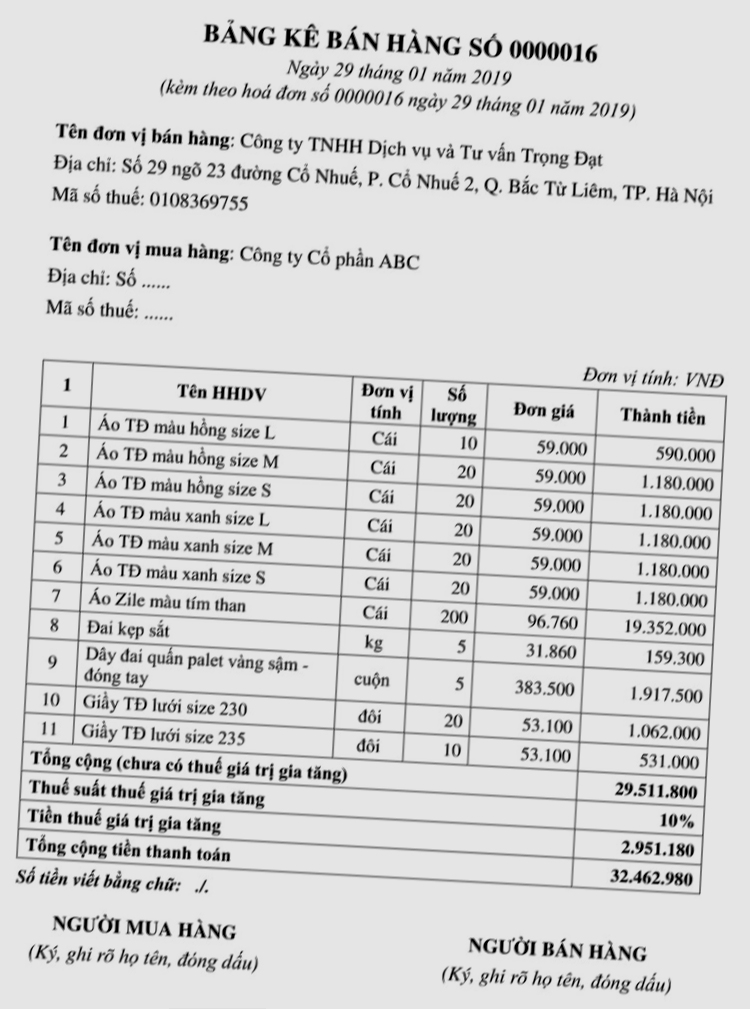 BẢNG KÊ BÁN HÀNG SỐ 0000016
Ngày 29 tháng 01 năm 2019
(kèm theo hoá đơn số 0000016 ngày 29 tháng 01 năm 2019)
Tên đơn vị bán hàng: Công ty TNHH Dịch vụ và Tư vấn Trọng Đạt
Địa chỉ: Số 29 ngõ 23 đường Cổ Nhuế, P. Cổ Nhuế 2, Q. Bắc Từ Liêm, TP. Hà Nội
Mã số thuế: 0108369755
Tên đơn vị mua hàng: Công ty Cổ phần ABC
Địa chỉ: Số ......
Mã số thuế: ......
Đơn vị tính: VNĐ
1 Tên HHDV Đơn vị tính Số lượng Đơn giá Thành tiền
1 Áo TĐ màu hồng size L Cái 10 59.000 590.000
2 Áo TĐ màu hồng size M Cái 20 59.000 1.180.000
3 Áo TĐ màu hồng size S Cái 20 59.000 1.180.000
4 Áo TĐ màu xanh size L Cái 20 59.000 1.180.000
5 Áo TĐ màu xanh size M Cái 20 59.000 1.180.000
6 Áo TĐ màu xanh size S Cái 20 59.000 1.180.000
7 Áo Zile màu tím than Cái 200 96.760 19.352.000
8 Đai kẹp sắt kg 5 31.860 159.300
9 Dây đai quấn palet vàng sậm - đóng tay cuộn 5 383.500 1.917.500
10 Giầy TĐ lưới size 230 đôi 20 53.100 1.062.000
11 Giầy TĐ lưới size 235 đôi 10 53.100 531.000
Tổng cộng (chưa có thuế giá trị gia tăng) 29.511.800
Thuế suất thuế giá trị gia tăng 10%
Tiền thuế giá trị gia tăng 2.951.180
Tổng cộng tiền thanh toán 32.462.980
Số tiền viết bằng chữ: ./.
NGƯỜI MUA HÀNG NGƯỜI BÁN HÀNG
(Ký, ghi rõ họ tên, đóng dấu) (Ký, ghi rõ họ tên, đóng dấu)